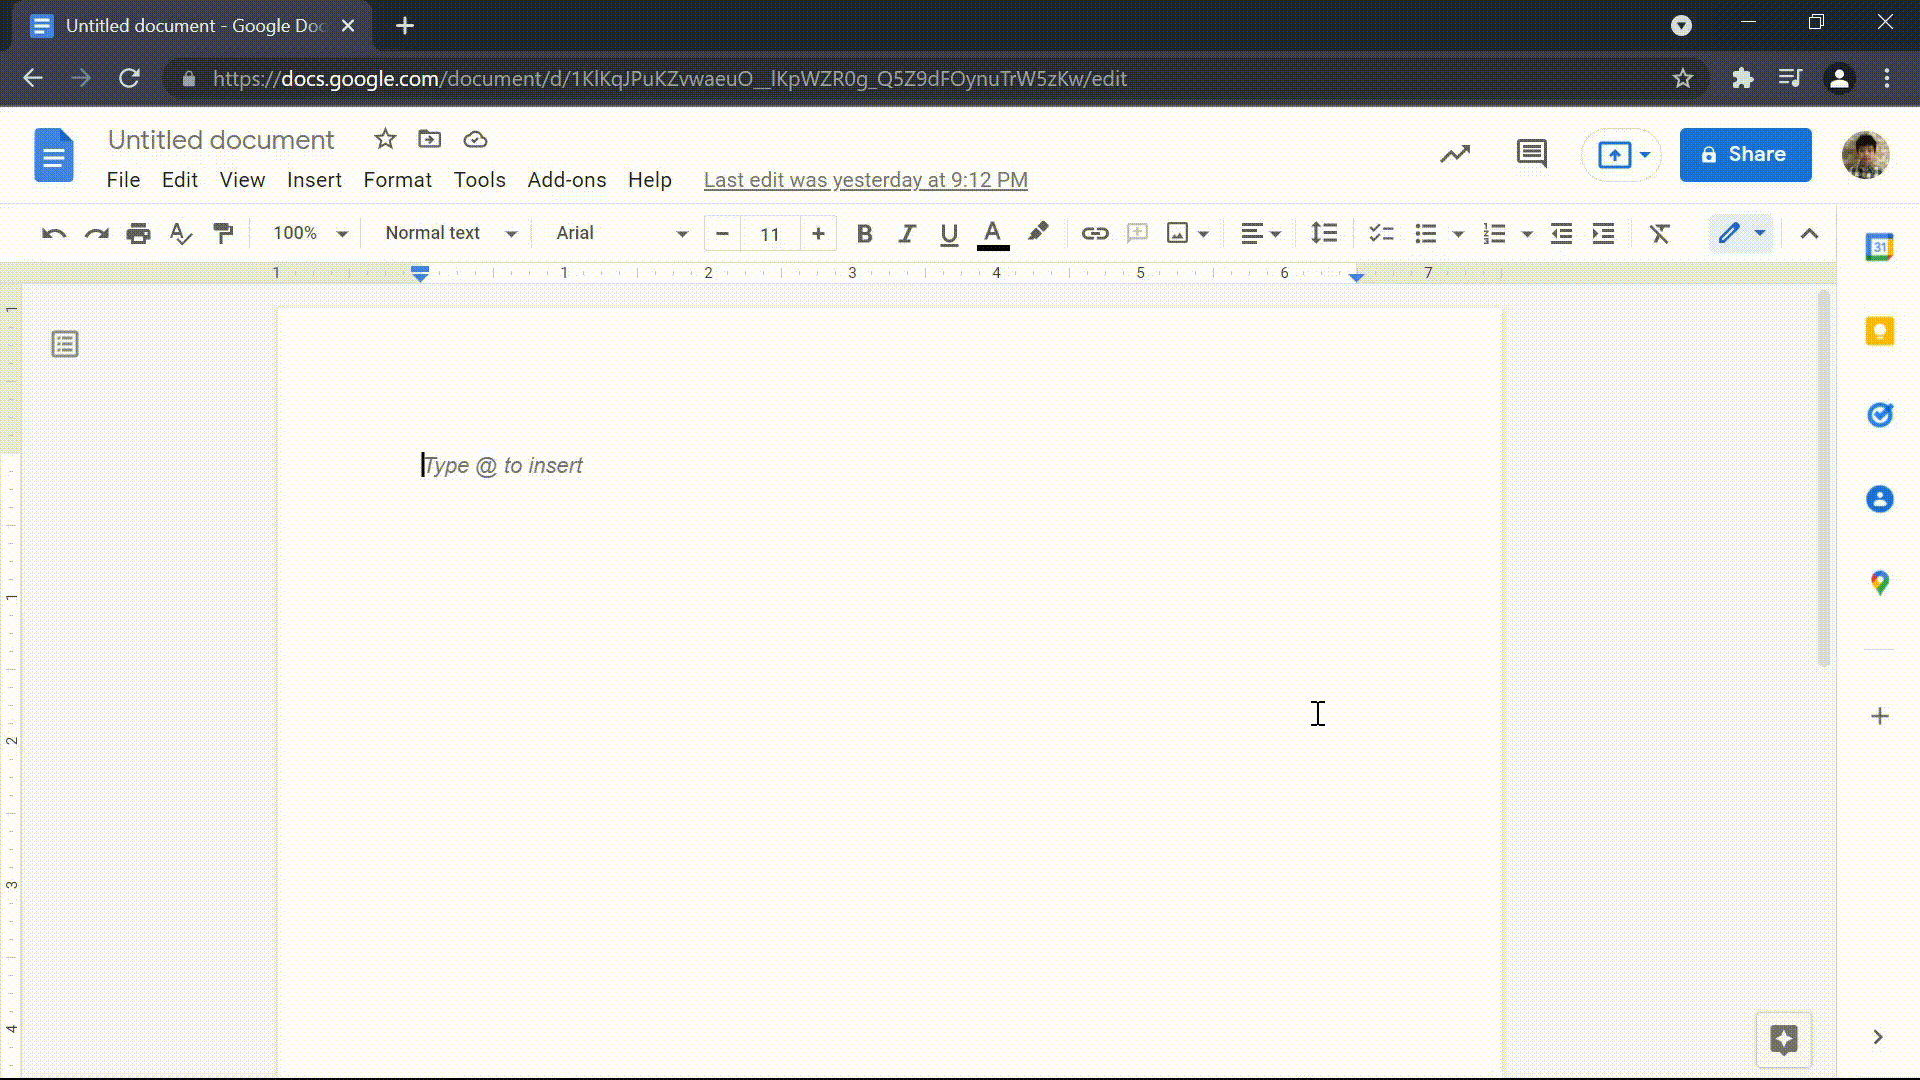 Untitled document - Google Doc
https://docs.google.com/document/d/1KlKqJPuKZvwaeuO__lKpWZR0g_Q5Z9dFOynuTrW5zKw/edit
Untitled document
Share
File Edit View Insert Format Tools Add-ons Help Last edit was yesterday at 9:12 PM
100% Normal text Arial 11 B I U A
31
1 1 2 3 4 5 6 7
1
Type @ to insert
1
2
3
4